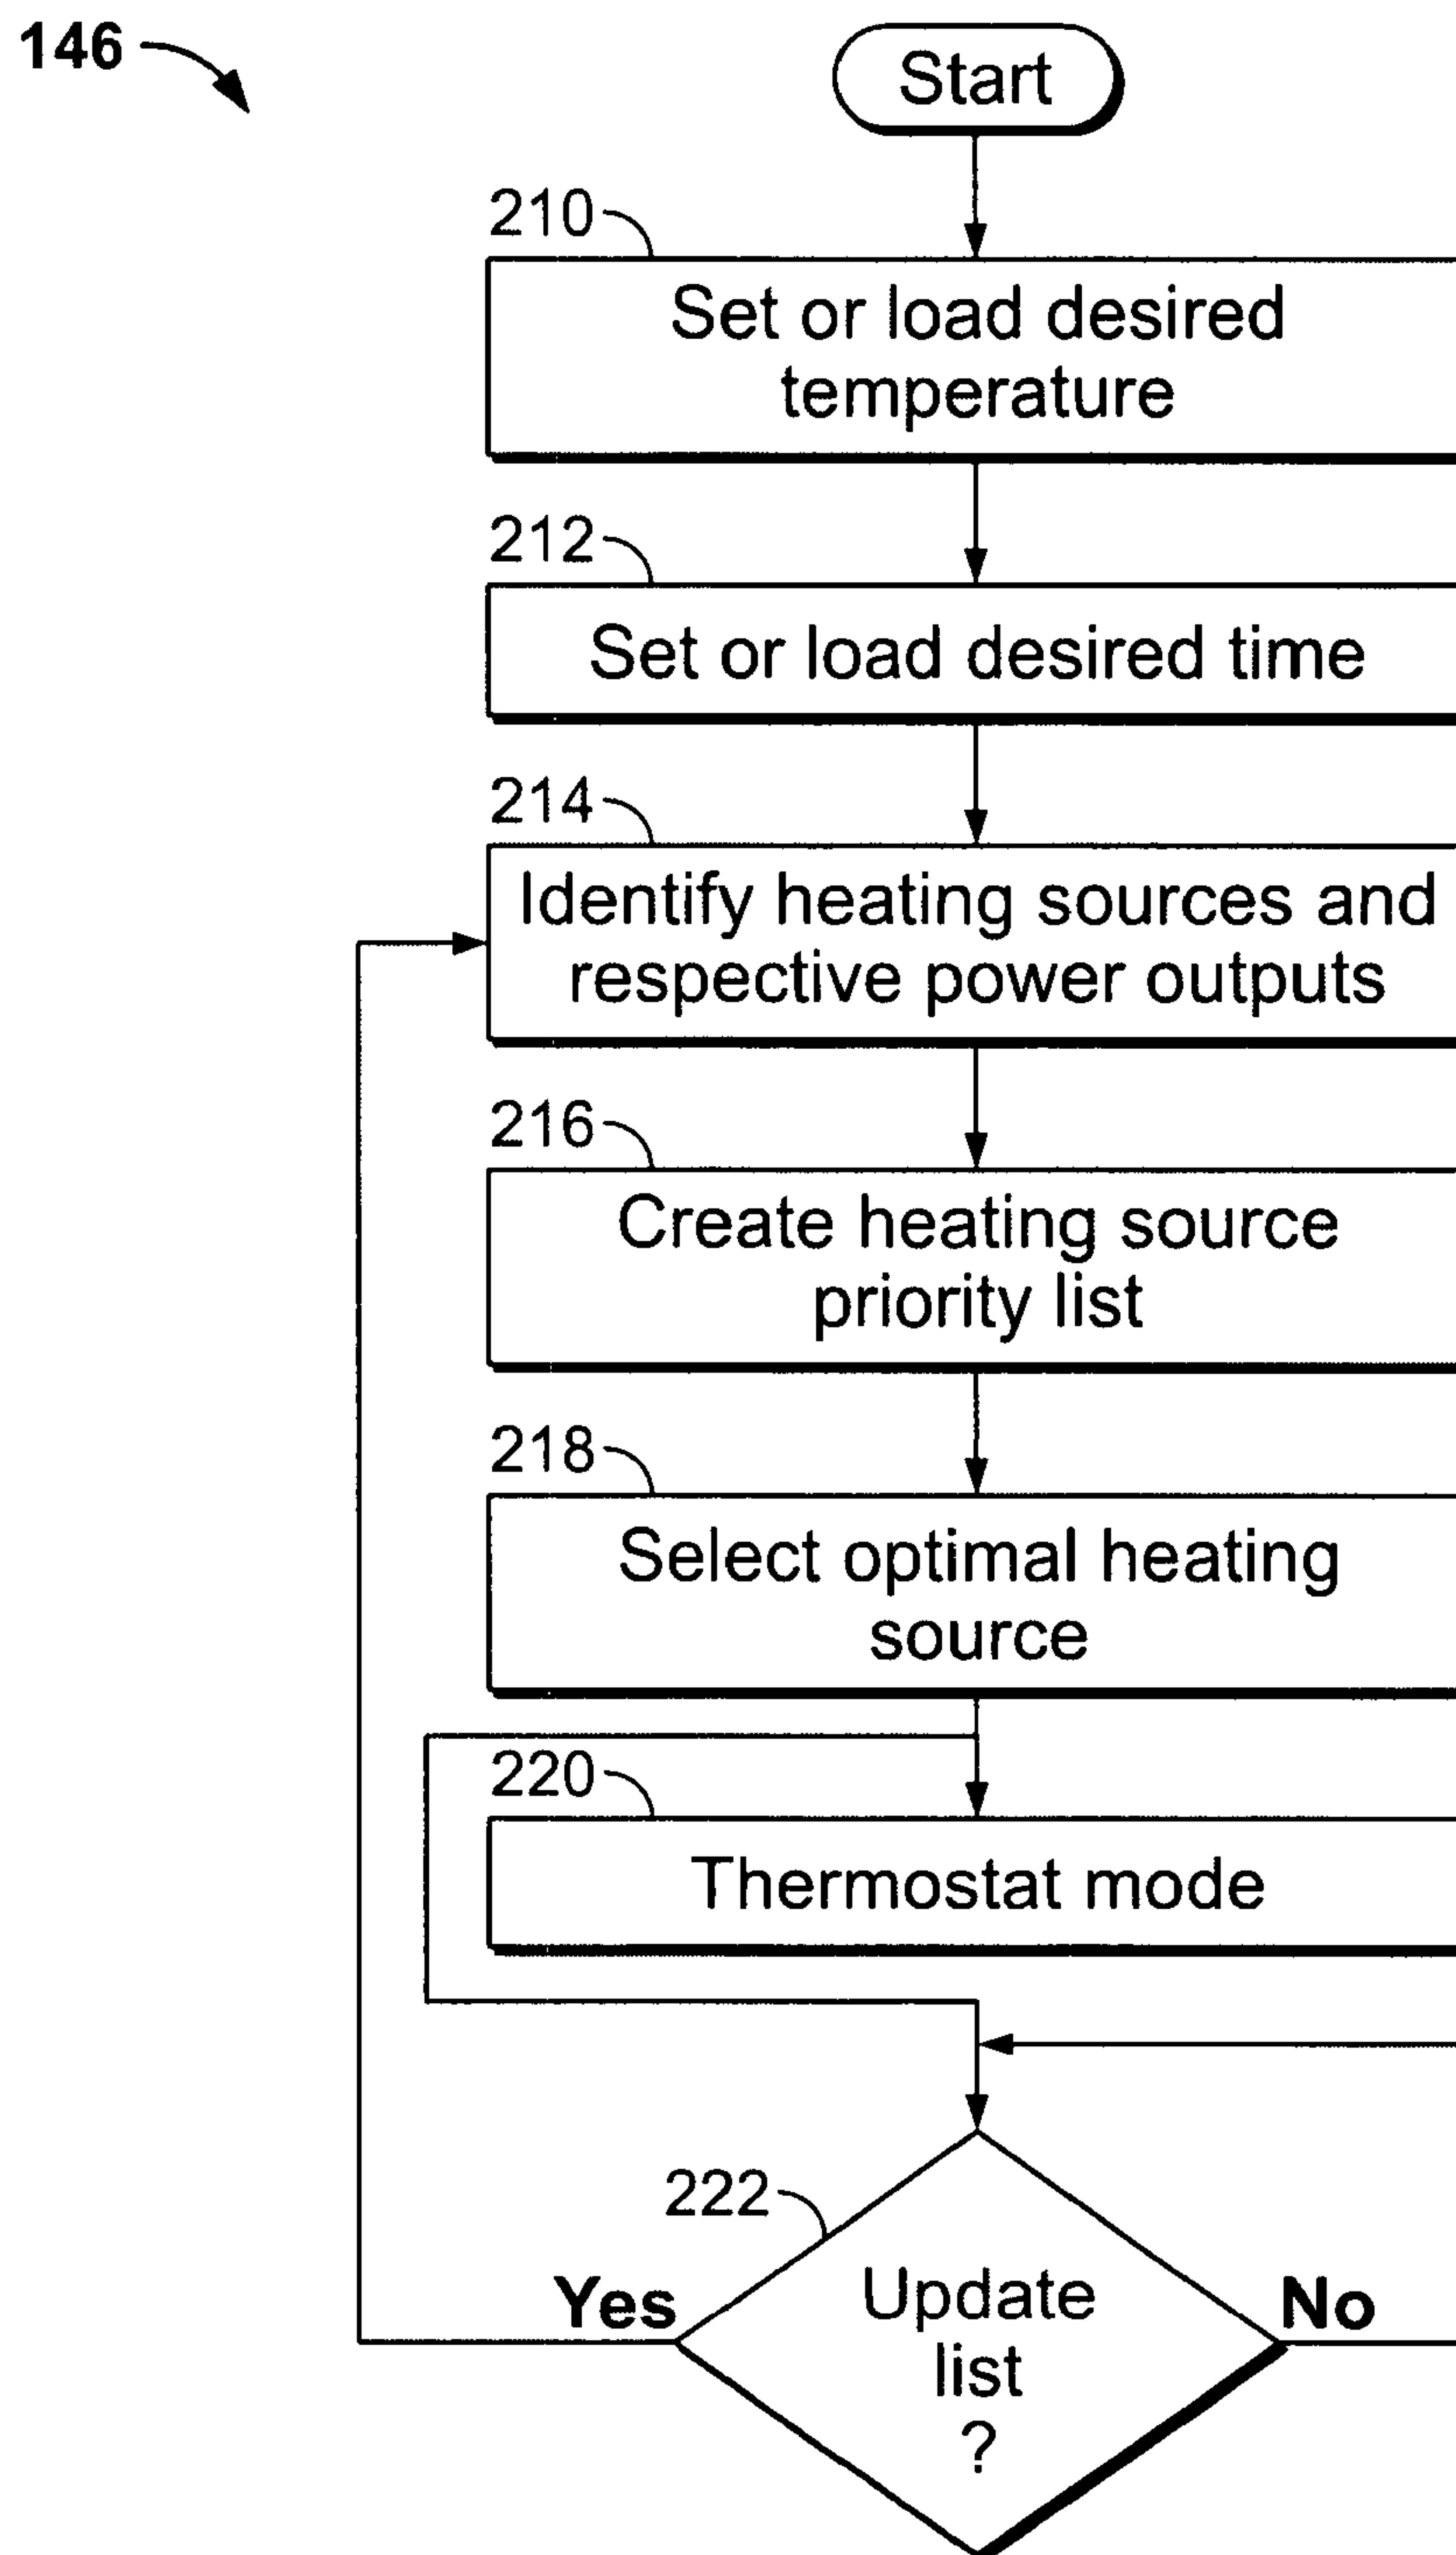 146
Start
210
Set or load desired
temperature
212
Set or load desired time
214
Identify heating sources and
respective power outputs
216
Create heating source
priority list
218
Select optimal heating
source
220
Thermostat mode
222
Yes
No
Update
list
?